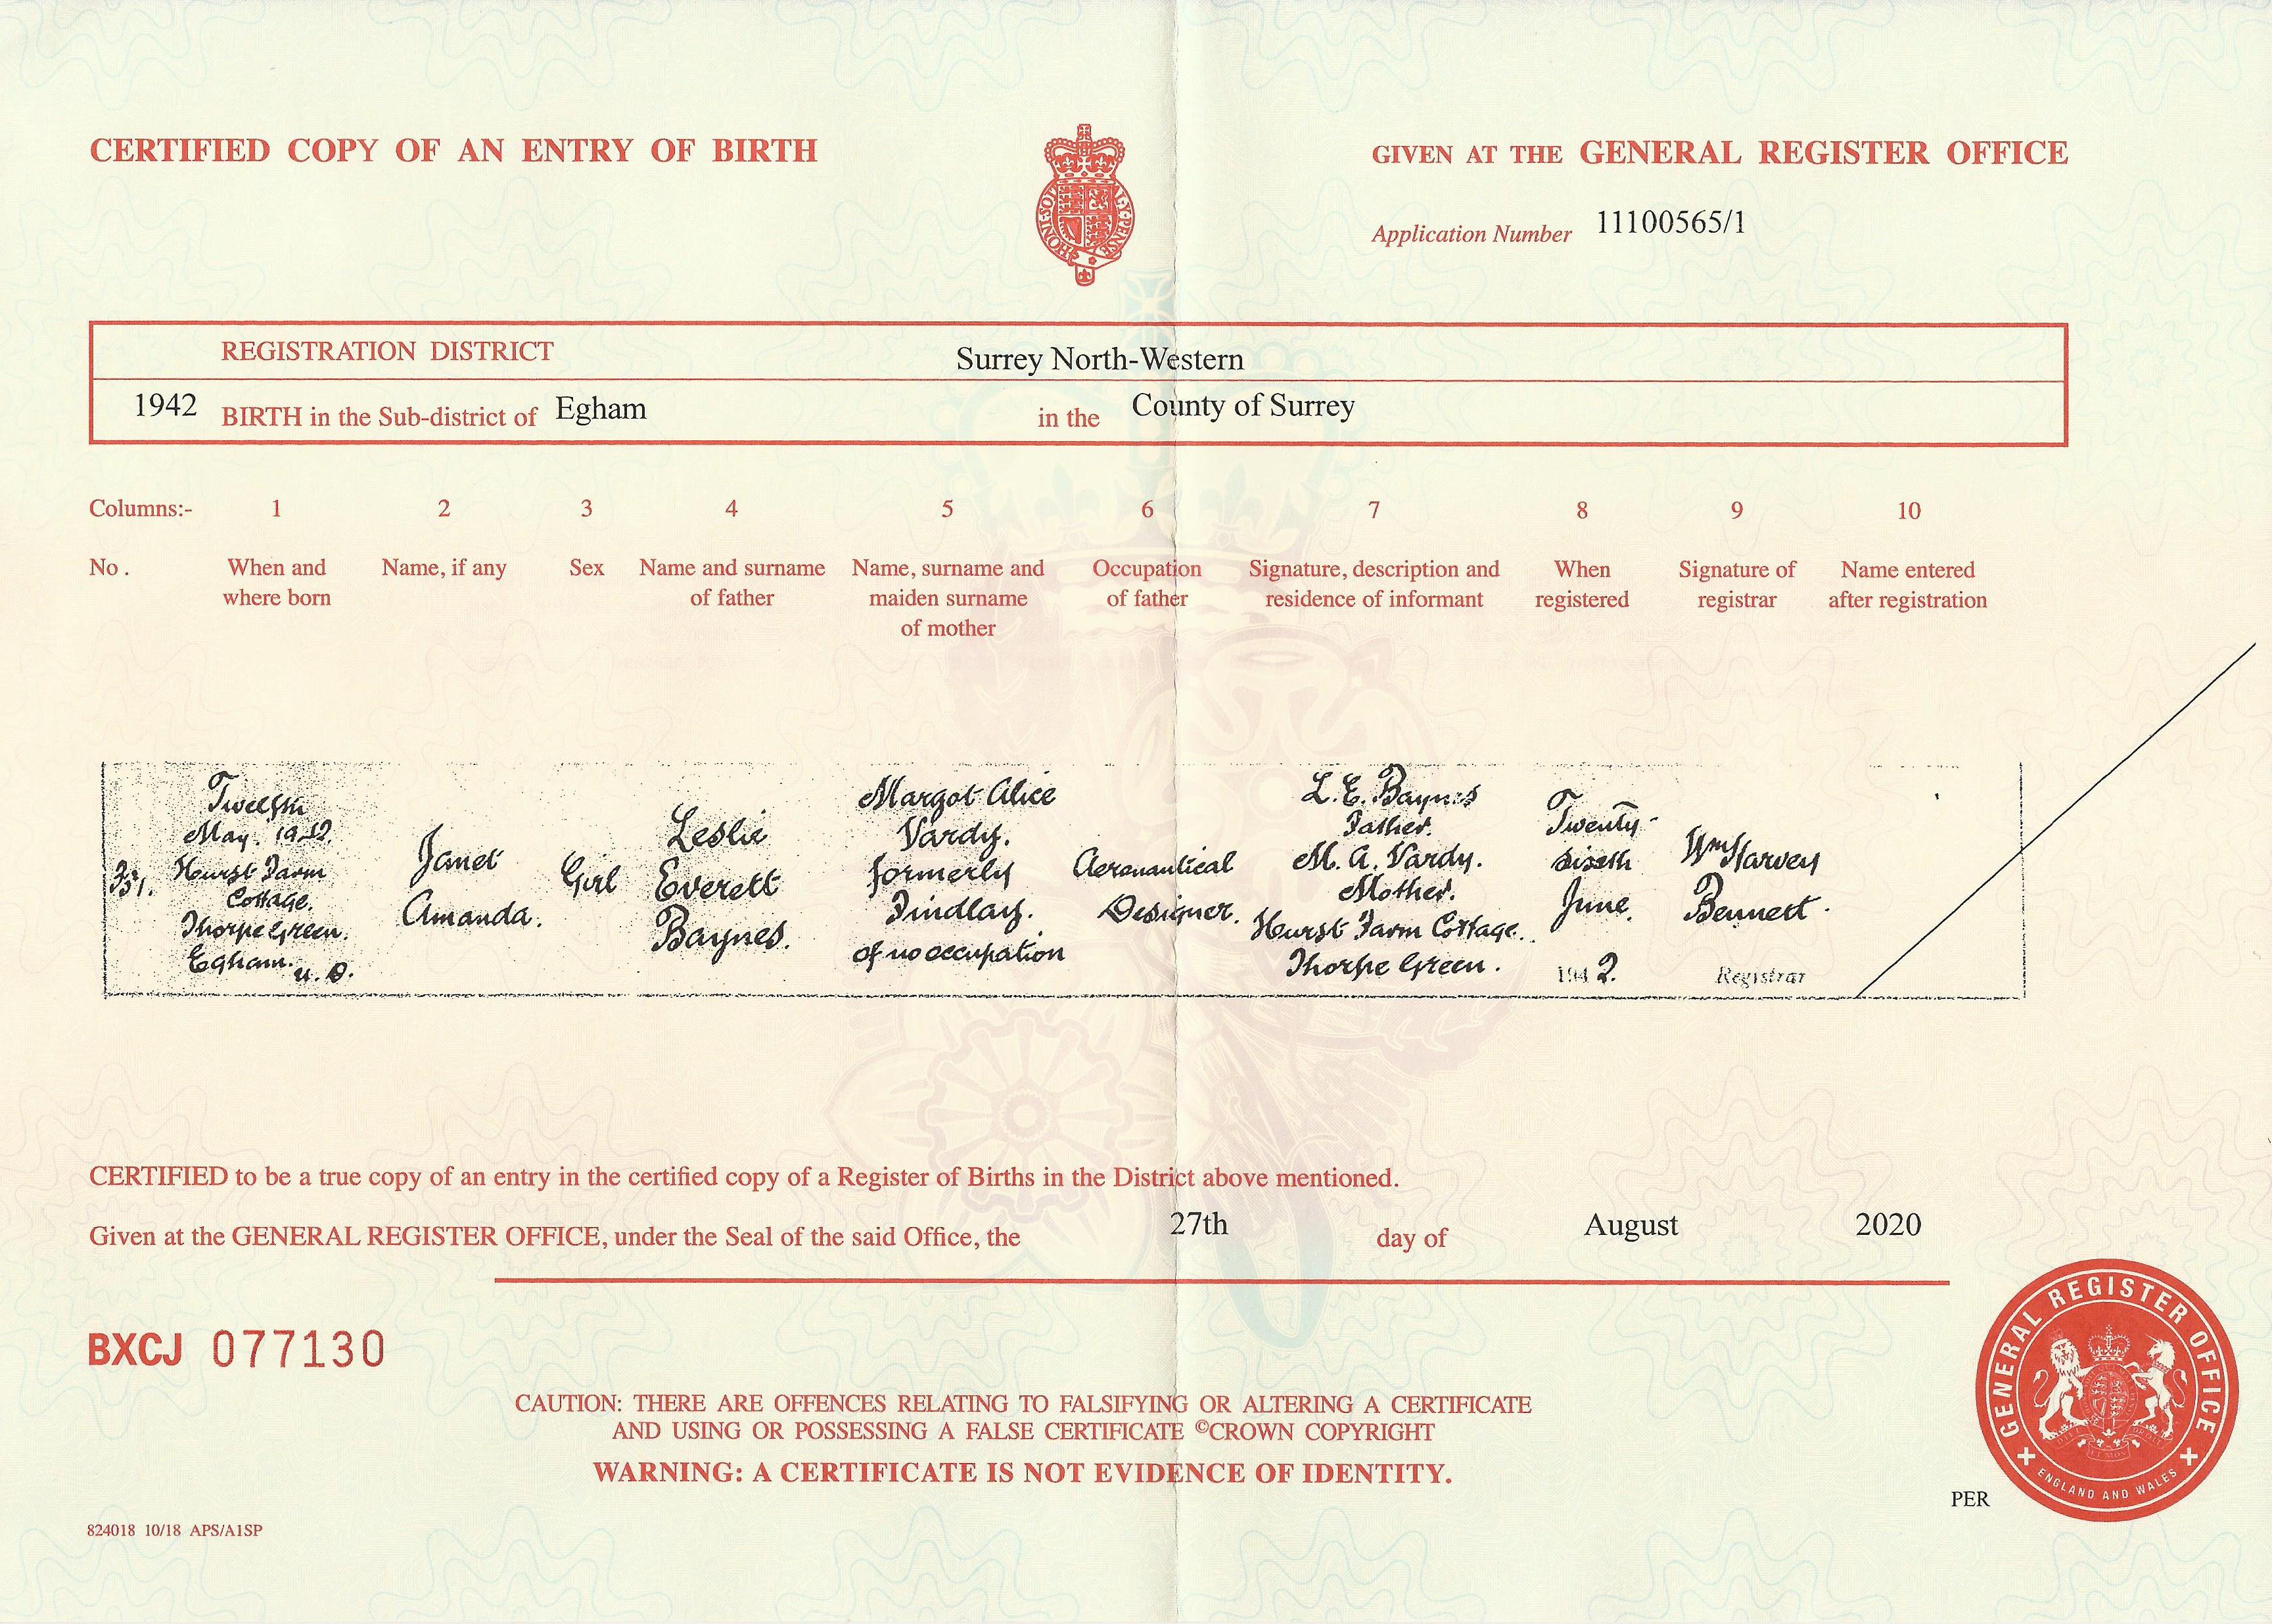 CERTIFIED COPY OF AN ENTRY OF BIRTH
GIVEN AT THE GENERAL REGISTER OFFICE
Application Number 11100565/1
REGISTRATION DISTRICT Surrey North-Western
1942 BIRTH in the Sub-district of Egham in the County of Surrey
Columns:- 1 2 3 4 5 6 7 8 9 10
No. When and where born
Name, if any
Sex
Name and surname of father
Name, surname and maiden surname of mother
Occupation of father
Signature, description and residence of informant
When registered
Signature of registrar
Name entered after registration
Twelfth
May. 1942.
Hurst Farm
Cottage.
Thorpe Green.
Egham. U.D.
Janet
Amanda.
Girl
Leslie
Everett
Baynes.
Margot Alice
Vardy.
formerly
Findlay.
of no occupation
Aeronautical
Designer.
L.E. Baynes
Father.
M. A. Vardy.
Mother.
Hurst Farm Cottage.
Thorpe Green.
Twenty-
sixth
June.
1942.
Wm Harvey
Bennett.
Registrar
CERTIFIED to be a true copy of an entry in the certified copy of a Register of Births in the District above mentioned.
Given at the GENERAL REGISTER OFFICE, under the Seal of the said Office, the 27th day of August 2020
BXCJ 077130
CAUTION: THERE ARE OFFENCES RELATING TO FALSIFYING OR ALTERING A CERTIFICATE
AND USING OR POSSESSING A FALSE CERTIFICATE ©CROWN COPYRIGHT
WARNING: A CERTIFICATE IS NOT EVIDENCE OF IDENTITY.
GENERAL REGISTER OFFICE
ENGLAND AND WALES
PER
824018 10/18 APS/A1SP